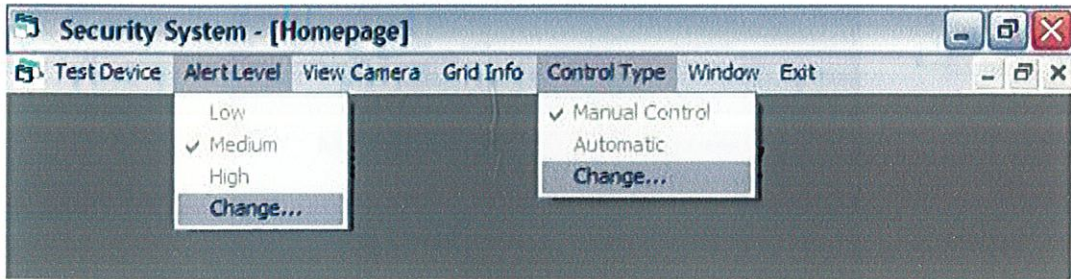 Security System - [Homepage]
Test Device Alert Level View Camera Grid Info Control Type Window Exit
Low
Medium
High
Change...
Manual Control
Automatic
Change...